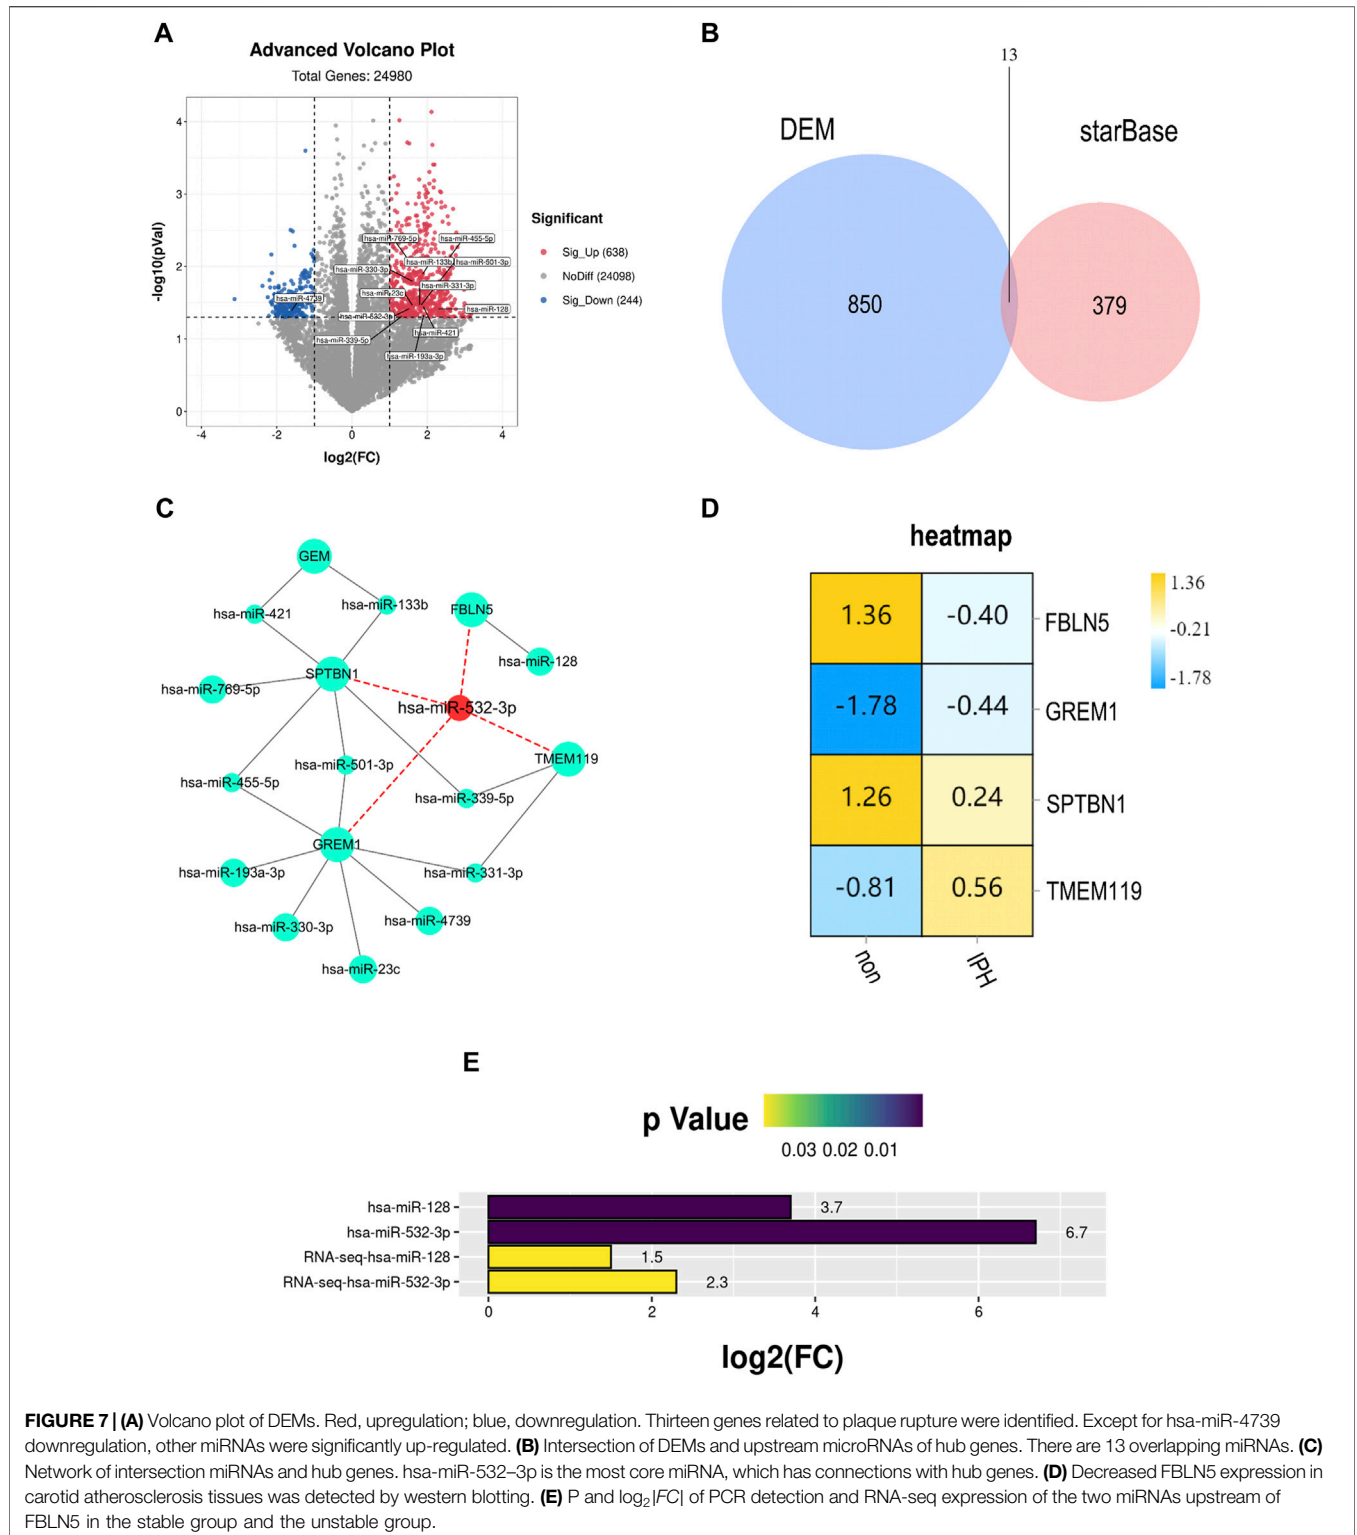 A
Advanced Volcano Plot
Total Genes: 24980
-log10(pVal)
4
3
2
1
0
-4
-2
0
2
4
log2(FC)
hsa-miR-769-5p
hsa-miR-455-5p
hsa-miR-133b
hsa-miR-501-3p
hsa-miR-330-3p
hsa-miR-331-3p
hsa-miR-23c
hsa-miR-4739
hsa-miR-128
hsa-miR-532-3p
hsa-miR-421
hsa-miR-339-5p
hsa-miR-193a-3p
Significant
Sig_Up (638)
NoDiff (24098)
Sig_Down (244)
B
13
DEM
starBase
850
379
C
GEM
hsa-miR-421
hsa-miR-133b
FBLN5
hsa-miR-128
SPTBN1
hsa-miR-769-5p
hsa-miR-532-3p
TMEM119
hsa-miR-501-3p
hsa-miR-455-5p
hsa-miR-339-5p
GREM1
hsa-miR-193a-3p
hsa-miR-331-3p
hsa-miR-330-3p
hsa-miR-4739
hsa-miR-23c
D
heatmap
1.36
-0.40
FBLN5
-1.78
-0.44
GREM1
1.26
0.24
SPTBN1
-0.81
0.56
TMEM119
non
IPH
1.36
-0.21
-1.78
E
p Value
0.03 0.02 0.01
hsa-miR-128
3.7
hsa-miR-532-3p
6.7
RNA-seq-hsa-miR-128
1.5
RNA-seq-hsa-miR-532-3p
2.3
0
2
4
6
log2(FC)
FIGURE 7 | (A) Volcano plot of DEMs. Red, upregulation; blue, downregulation. Thirteen genes related to plaque rupture were identified. Except for hsa-miR-4739
downregulation, other miRNAs were significantly up-regulated. (B) Intersection of DEMs and upstream microRNAs of hub genes. There are 13 overlapping miRNAs. (C)
Network of intersection miRNAs and hub genes. hsa-miR-532–3p is the most core miRNA, which has connections with hub genes. (D) Decreased FBLN5 expression in
carotid atherosclerosis tissues was detected by western blotting. (E) P and log₂|FC| of PCR detection and RNA-seq expression of the two miRNAs upstream of
FBLN5 in the stable group and the unstable group.